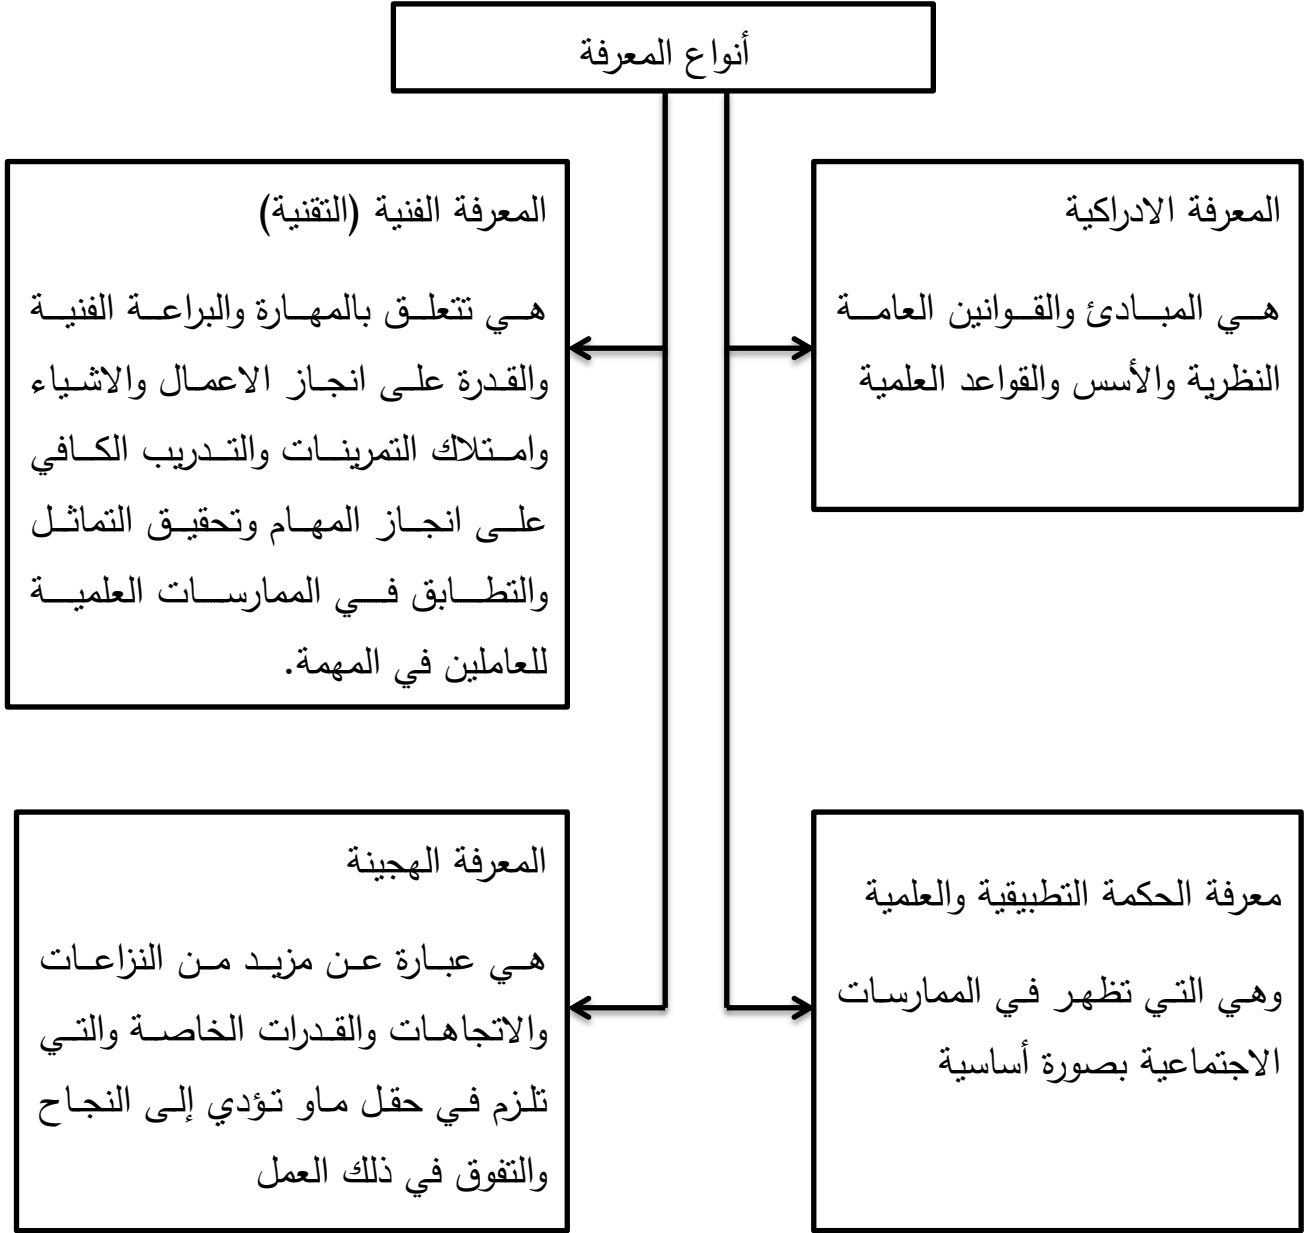 أنواع المعرفة
المعرفة الادراكية
هي المبادئ والقوانين العامة
النظرية والأسس والقواعد العلمية
المعرفة الفنية (التقنية)
هي تتعلق بالمهارة والبراعة الفنية
والقدرة على انجاز الاعمال والاشياء
وامتلاك التمرينات والتدريب الكافي
على انجاز المهام وتحقيق التماثل
والتطابق في الممارسات العلمية
للعاملين في المهمة.
معرفة الحكمة التطبيقية والعلمية
وهي التي تظهر في الممارسات
الاجتماعية بصورة أساسية
المعرفة الهجينة
هي عبارة عن مزيد من النزاعات
والاتجاهات والقدرات الخاصة والتي
تلزم في حقل ماو تؤدي إلى النجاح
والتفوق في ذلك العمل